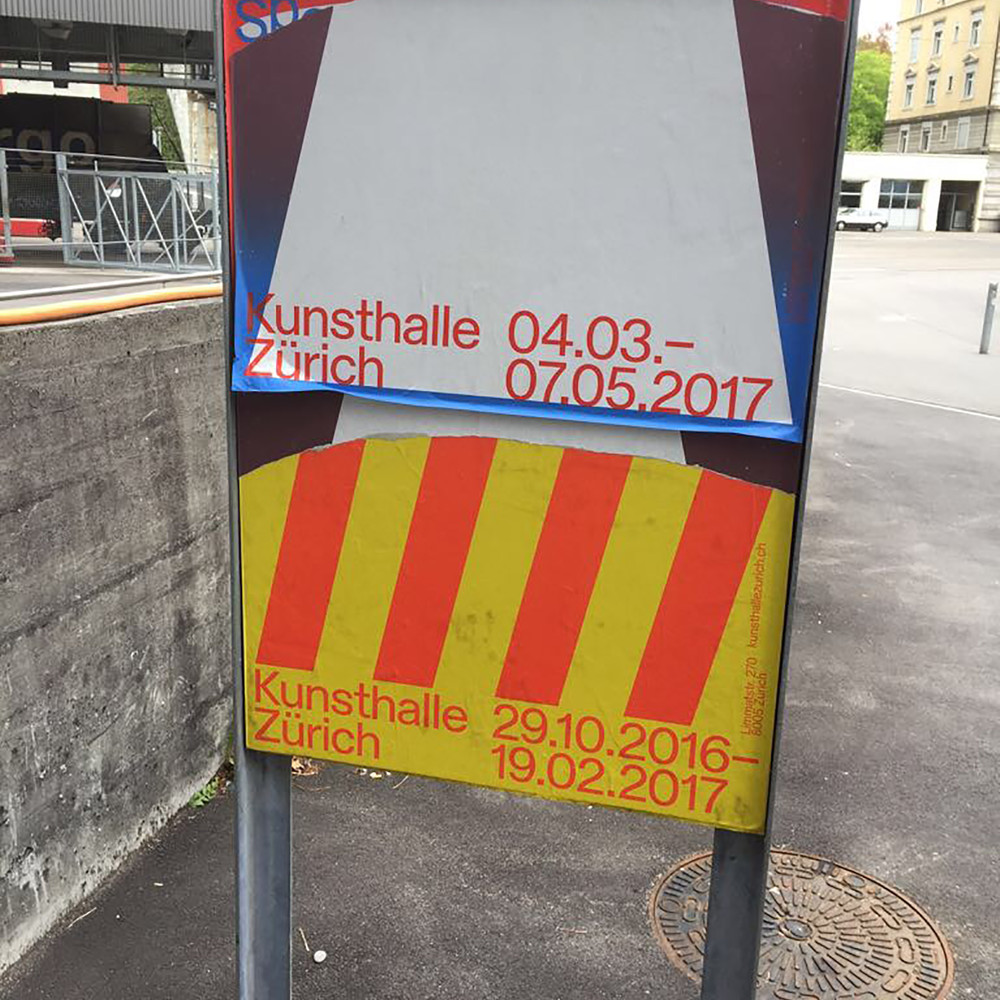 Kunsthalle 04.03.–
Zürich 07.05.2017
Kunsthalle 29.10.2016–
Zürich 19.02.2017
Limmatstr. 270 kunsthallezurich.ch
8005 Zürich